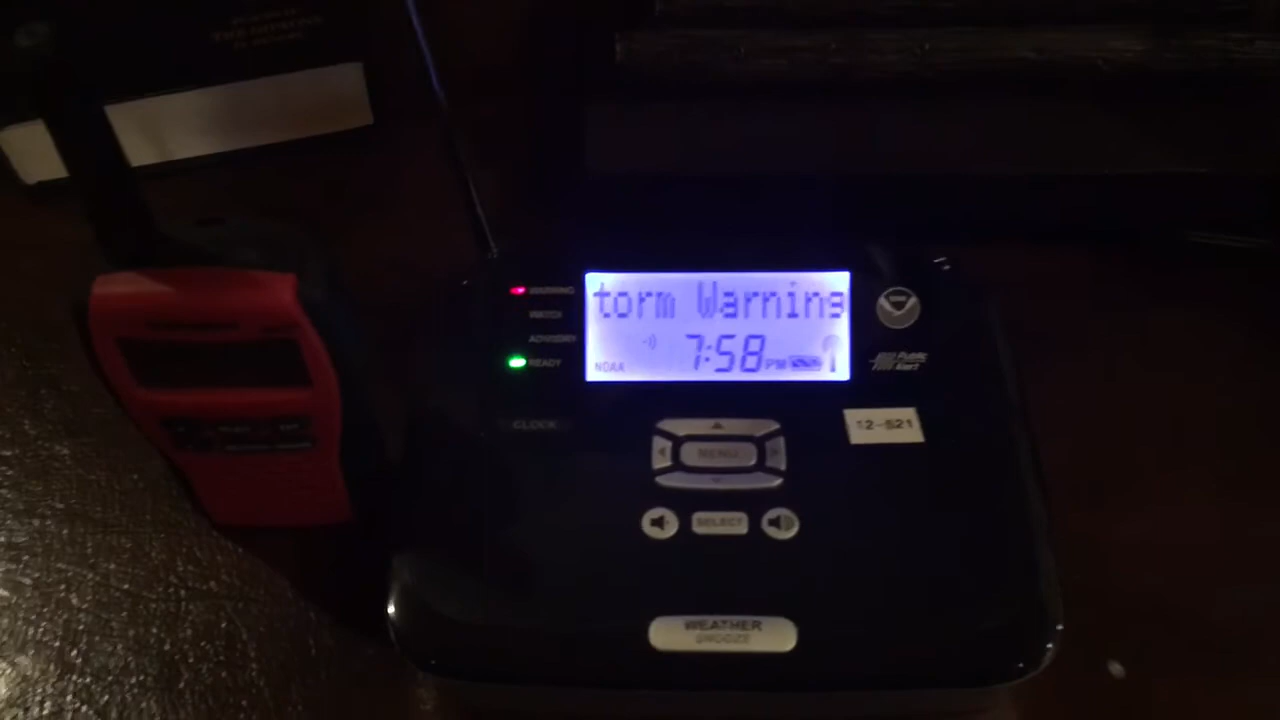 torm Warning
WARNING
WATCH
ADVISORY
READY
7:58 PM
NOAA
Public
Alert
CLOCK
12-521
MENU
SELECT
WEATHER
SNOOZE